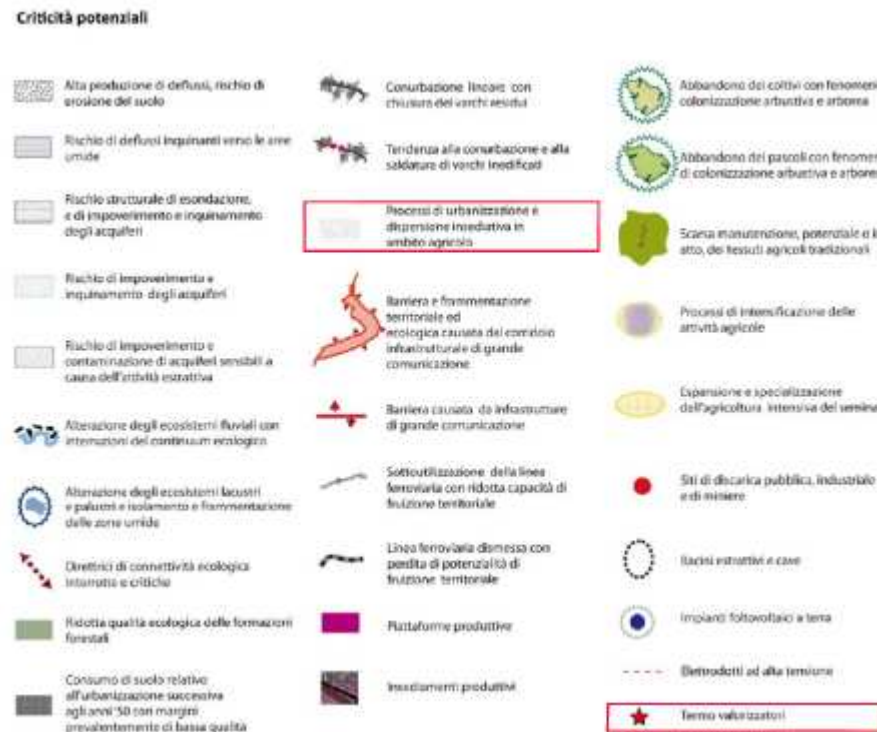 Criticità potenziali
Alta produzione di deflussi, rischio di
erosione del suolo
Rischio di deflussi inquinanti verso le aree
umide
Rischio strutturale di esondazione,
e di impoverimento e inquinamento
degli acquiferi
Rischio di impoverimento e
inquinamento degli acquiferi
Rischio di impoverimento e
contaminazione di acquiferi sensibili a
causa dell'attività estrattiva
Alterazione degli ecosistemi fluviali con
interruzioni del continuum ecologico
Alterazione degli ecosistemi lacustri
e palustri e isolamento e frammentazione
delle zone umide
Direttrici di connettività ecologica
interrotte e critiche
Ridotta qualità ecologica delle formazioni
forestali
Consumo di suolo relativo
all'urbanizzazione successiva
agli anni '50 con margini
prevalentemente di bassa qualità
Conurbazione lineare con
chiusura dei varchi residui
Tendenza alla conurbazione e alla
saldatura di varchi inedificati
Processi di urbanizzazione e
dispersione insediativa in
ambito agricolo
Barriera e frammentazione
territoriale ed
ecologica causata dal corridoio
infrastrutturale di grande
comunicazione
Barriera causata da infrastrutture
di grande comunicazione
Sottoutilizzazione della linea
ferroviaria con ridotta capacità di
fruizione territoriale
Linea ferroviaria dismessa con
perdita di potenzialità di
fruizione territoriale
Piattaforme produttive
Insediamenti produttivi
Abbandono dei coltivi con
colonizzazione arbustiva e arborea
Abbandono dei pascoli con
di colonizzazione arbustiva e
Scarsa manutenzione, potenziale o
atto, dei tessuti agricoli tradizionali
Processi di intensificazione delle
attività agricole
Espansione e specializzazione
dell'agricoltura intensiva del
Siti di discarica pubblica, industriale
e di miniere
Bacini estrattivi e cave
Impianti fotovoltaici a terra
Elettrodotti ad alta tensione
Termo valorizzatori